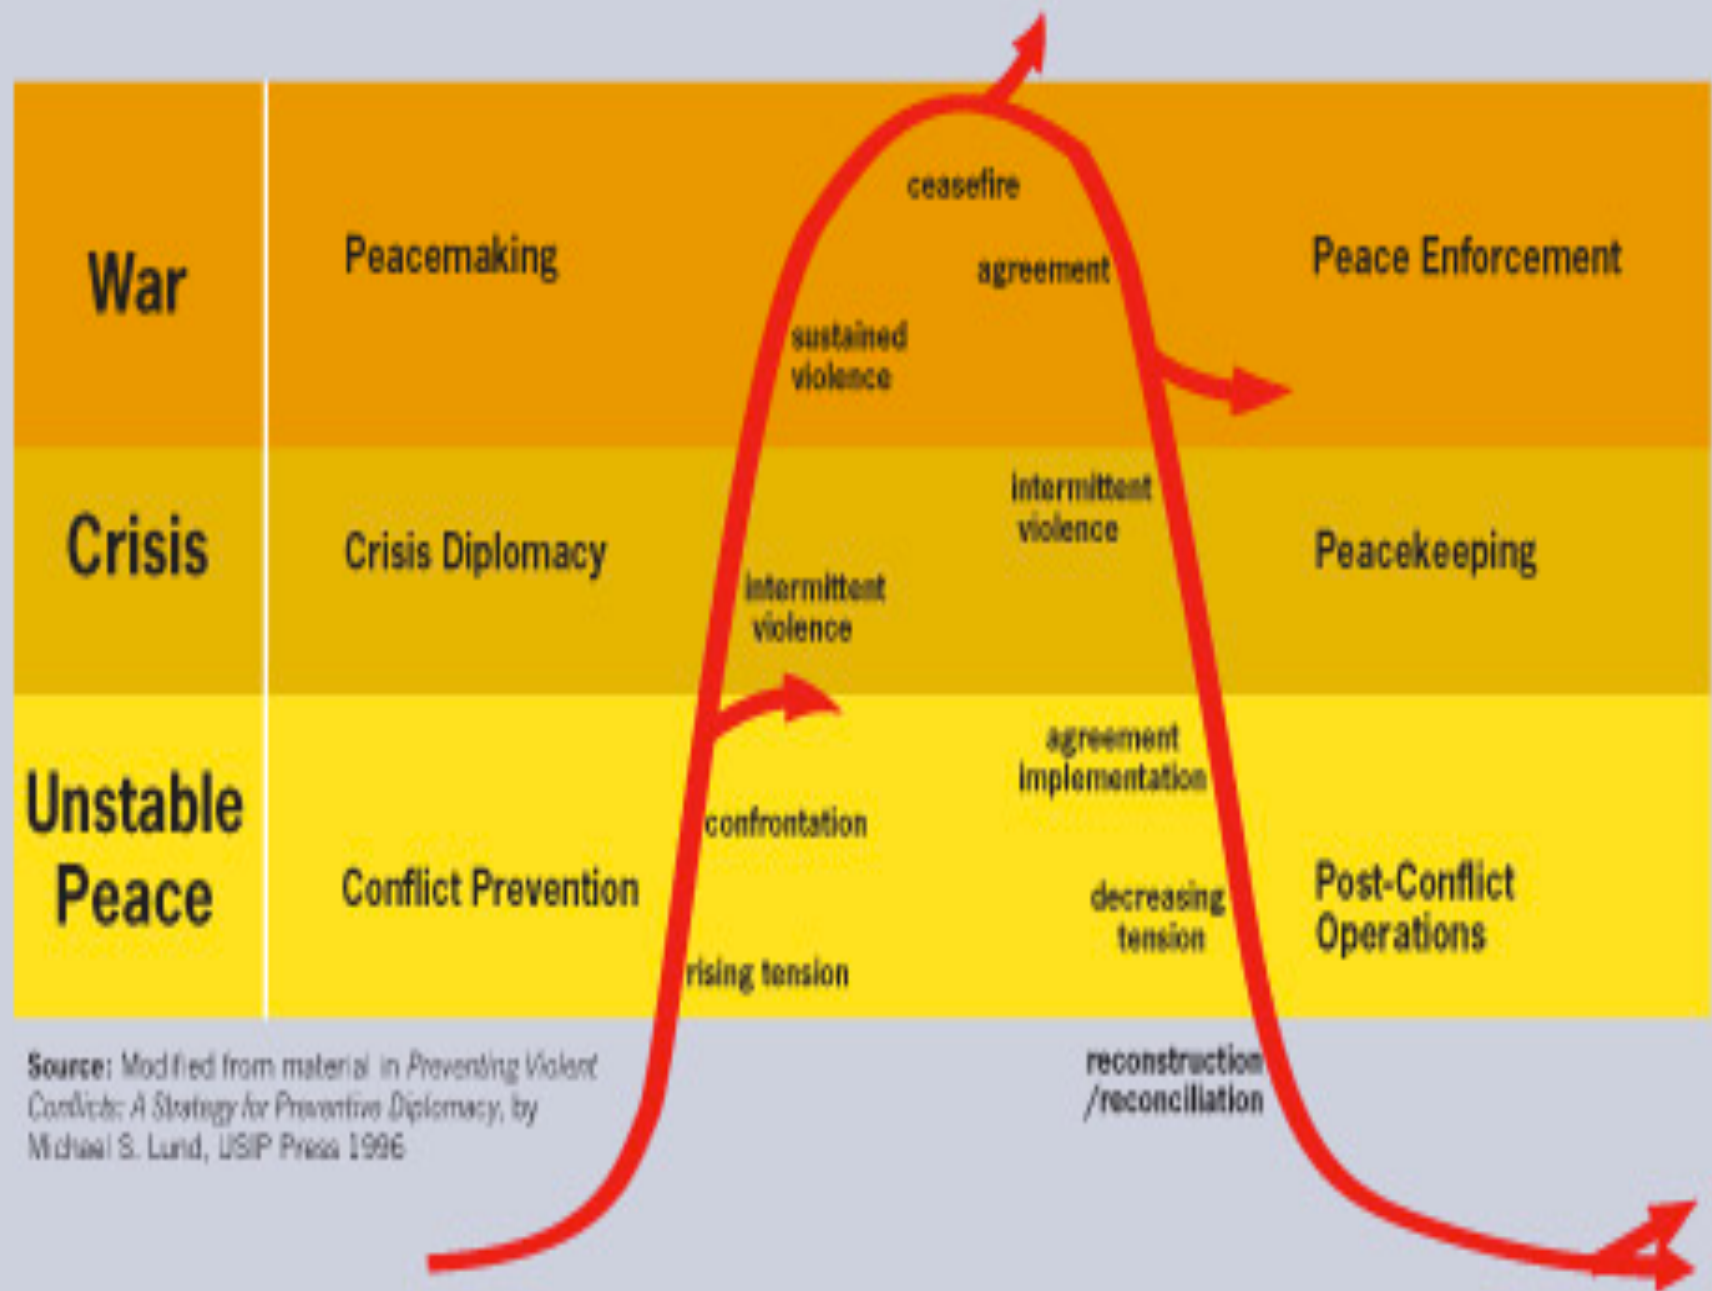 War
Peacemaking
ceasefire
agreement
sustained
violence
Peace Enforcement
Crisis
Crisis Diplomacy
intermittent
violence
intermittent
violence
Peacekeeping
Unstable
Peace
Conflict Prevention
confrontation
rising tension
agreement
implementation
decreasing
tension
Post-Conflict
Operations
Source: Modified from material in Preventing Violent
Conflicts: A Strategy for Preventive Diplomacy, by
Michael S. Lund, USIP Press 1996
reconstruction
/reconciliation